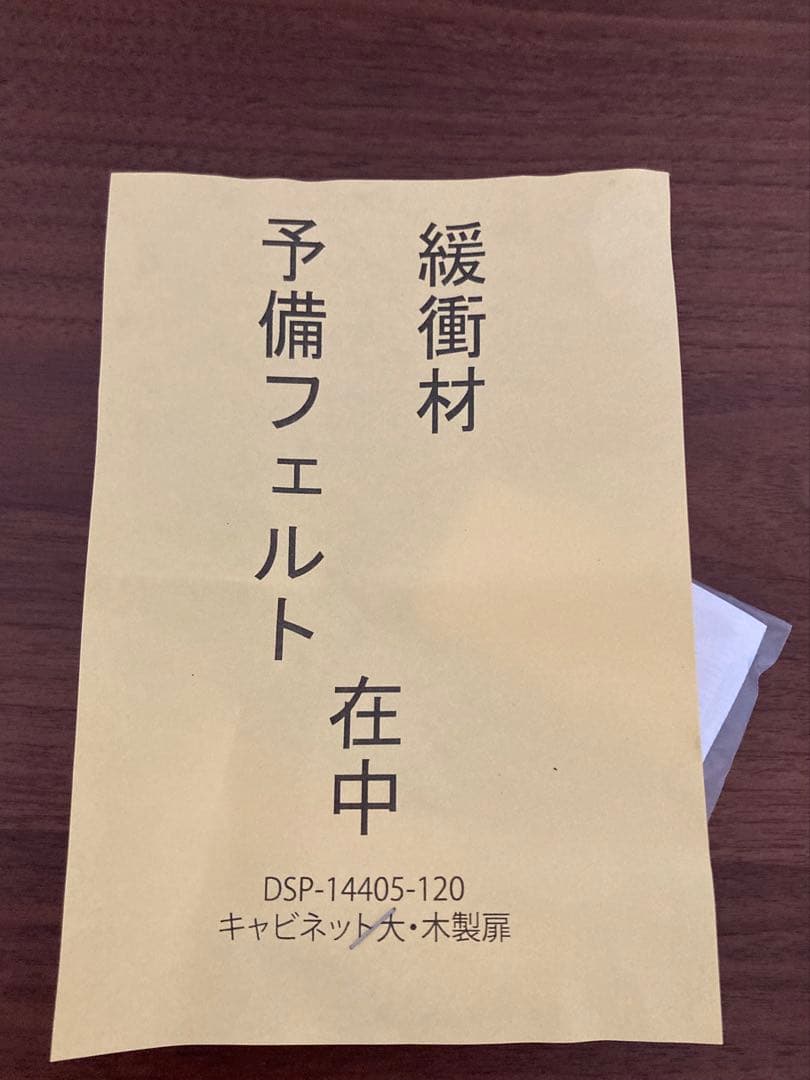 緩衝材
予備フェルト
在中
DSP-14405-120
キャビネット大・木製扉